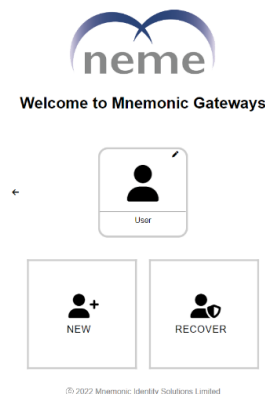 neme
Welcome to Mnemonic Gateways
User
NEW
RECOVER
© 2022 Mnemonic Identity Solutions Limited